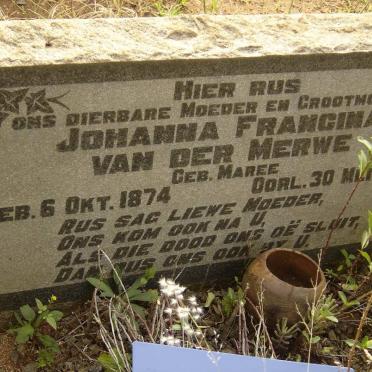 HIER RUS
ONS DIERBARE MOEDER EN
JOHANNA FRANCINA
VAN DER MERWE
GEB. MAREE
GEB. 6 OKT. 1874 OORL. 30
RUS SAG LIEWE MOEDER,
ONS KOM OOK NA U,
ALS DIE DOOD ONS OË SLUIT,
DAN RUS ONS OOK BY U.